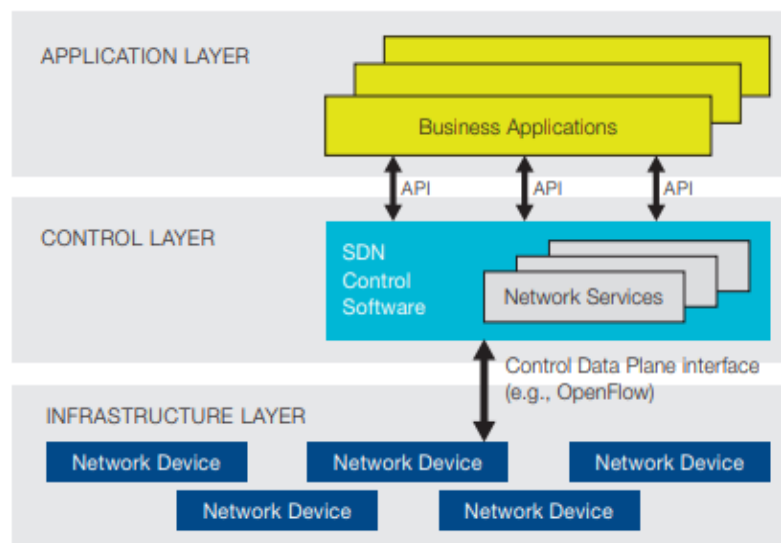 APPLICATION LAYER
Business Applications
API
API
API
CONTROL LAYER
SDN
Control
Software
Network Services
Control Data Plane interface
(e.g., OpenFlow)
INFRASTRUCTURE LAYER
Network Device
Network Device
Network Device
Network Device
Network Device